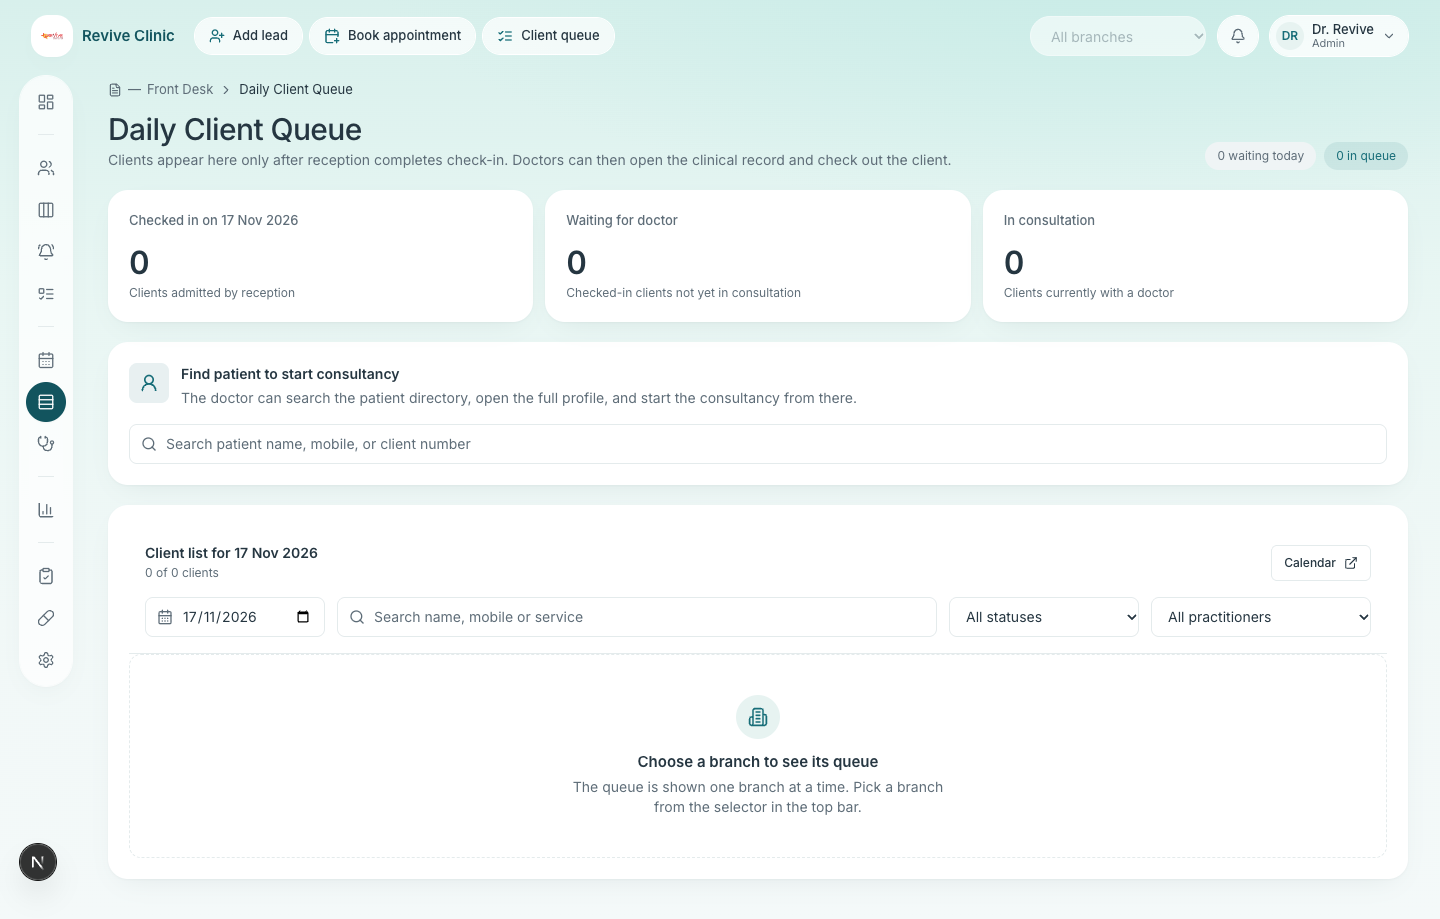 Revive Clinic
Add lead
Book appointment
Client queue
All branches
DR
Dr. Revive
Admin
— Front Desk > Daily Client Queue
Daily Client Queue
Clients appear here only after reception completes check-in. Doctors can then open the clinical record and check out the client.
0 waiting today
0 in queue
Checked in on 17 Nov 2026
0
Clients admitted by reception
Waiting for doctor
0
Checked-in clients not yet in consultation
In consultation
0
Clients currently with a doctor
Find patient to start consultancy
The doctor can search the patient directory, open the full profile, and start the consultancy from there.
Search patient name, mobile, or client number
Client list for 17 Nov 2026
0 of 0 clients
Calendar
17/11/2026
Search name, mobile or service
All statuses
All practitioners
Choose a branch to see its queue
The queue is shown one branch at a time. Pick a branch
from the selector in the top bar.
N